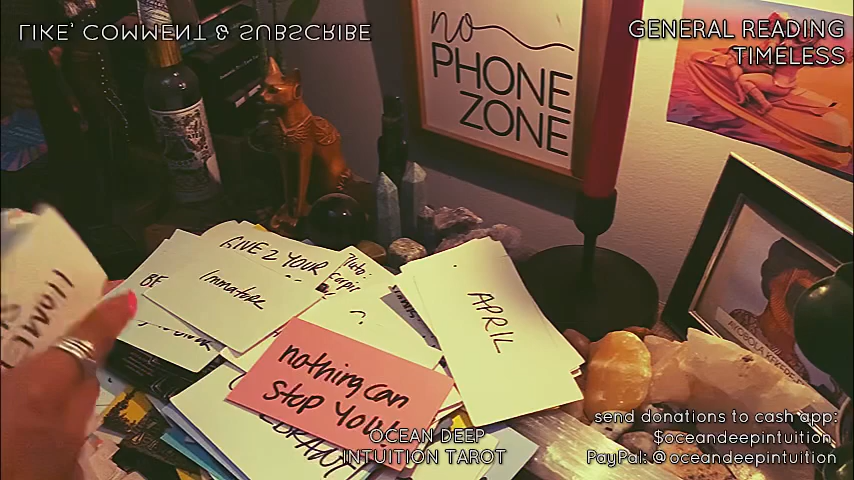 LIKE, COMMENT & SUBSCRIBE
GENERAL READING
TIMELESS
no
PHONE
ZONE
GIVE 2 YOUR
Immature
BE
APRIL
nothing can
stop you
OCEAN DEEP
INTUITION TAROT
send donations to cash app:
$oceandeepintuition
PayPal: @oceandeepintuition